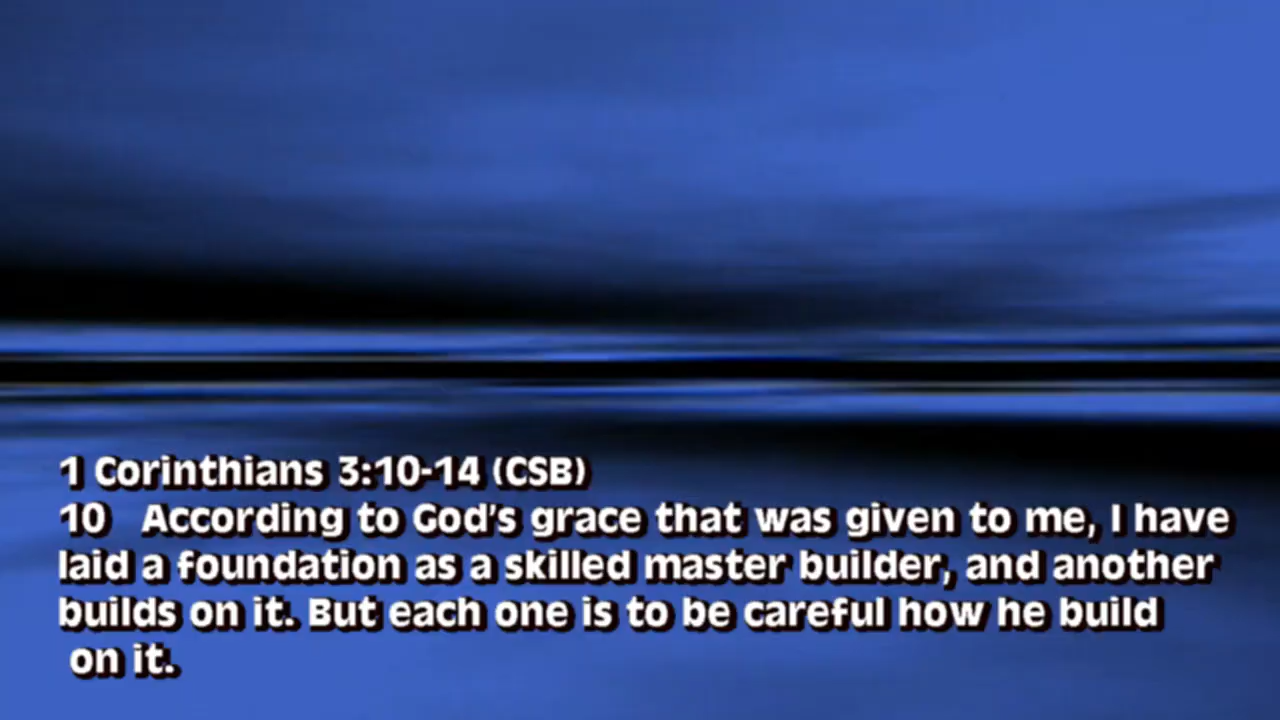 1 Corinthians 3:10-14 (CSB)
10 According to God's grace that was given to me, I have
laid a foundation as a skilled master builder, and another
builds on it. But each one is to be careful how he build
on it.